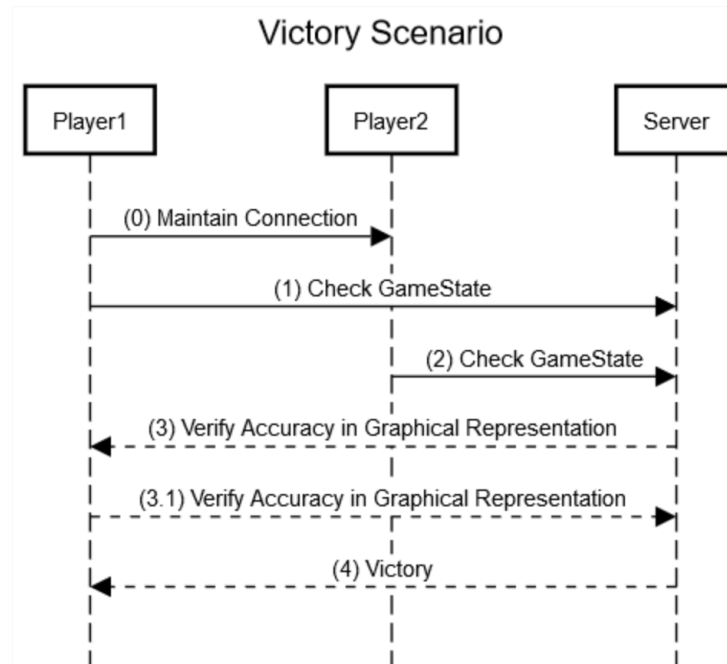 Victory Scenario
Player1
Player2
Server
(0) Maintain Connection
(1) Check GameState
(2) Check GameState
(3) Verify Accuracy in Graphical Representation
(3.1) Verify Accuracy in Graphical Representation
(4) Victory